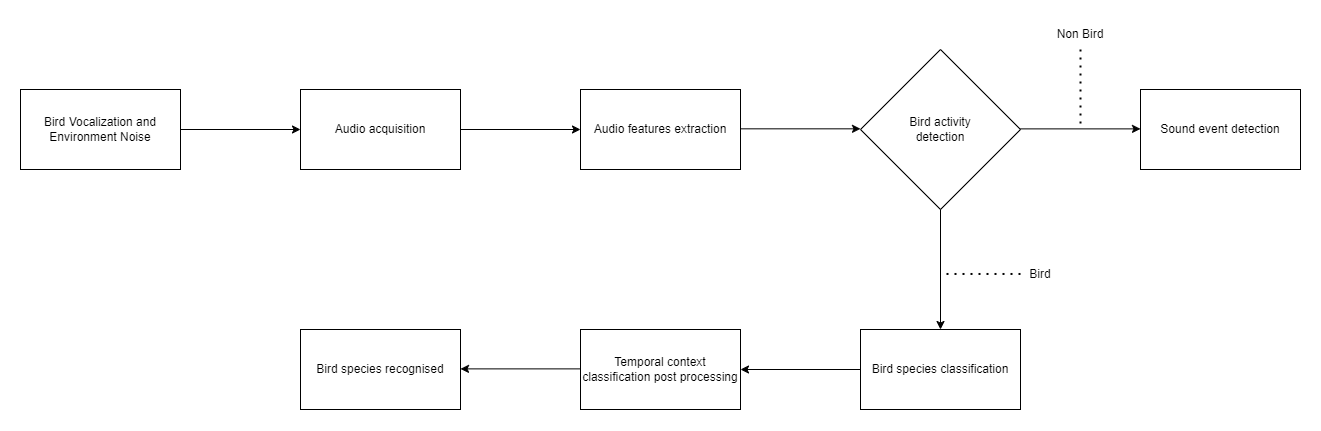 Non Bird
Bird Vocalization and
Environment Noise
Audio acquisition
Audio features extraction
Bird activity
detection
Sound event detection
Bird
Bird species recognised
Temporal context
classification post processing
Bird species classification